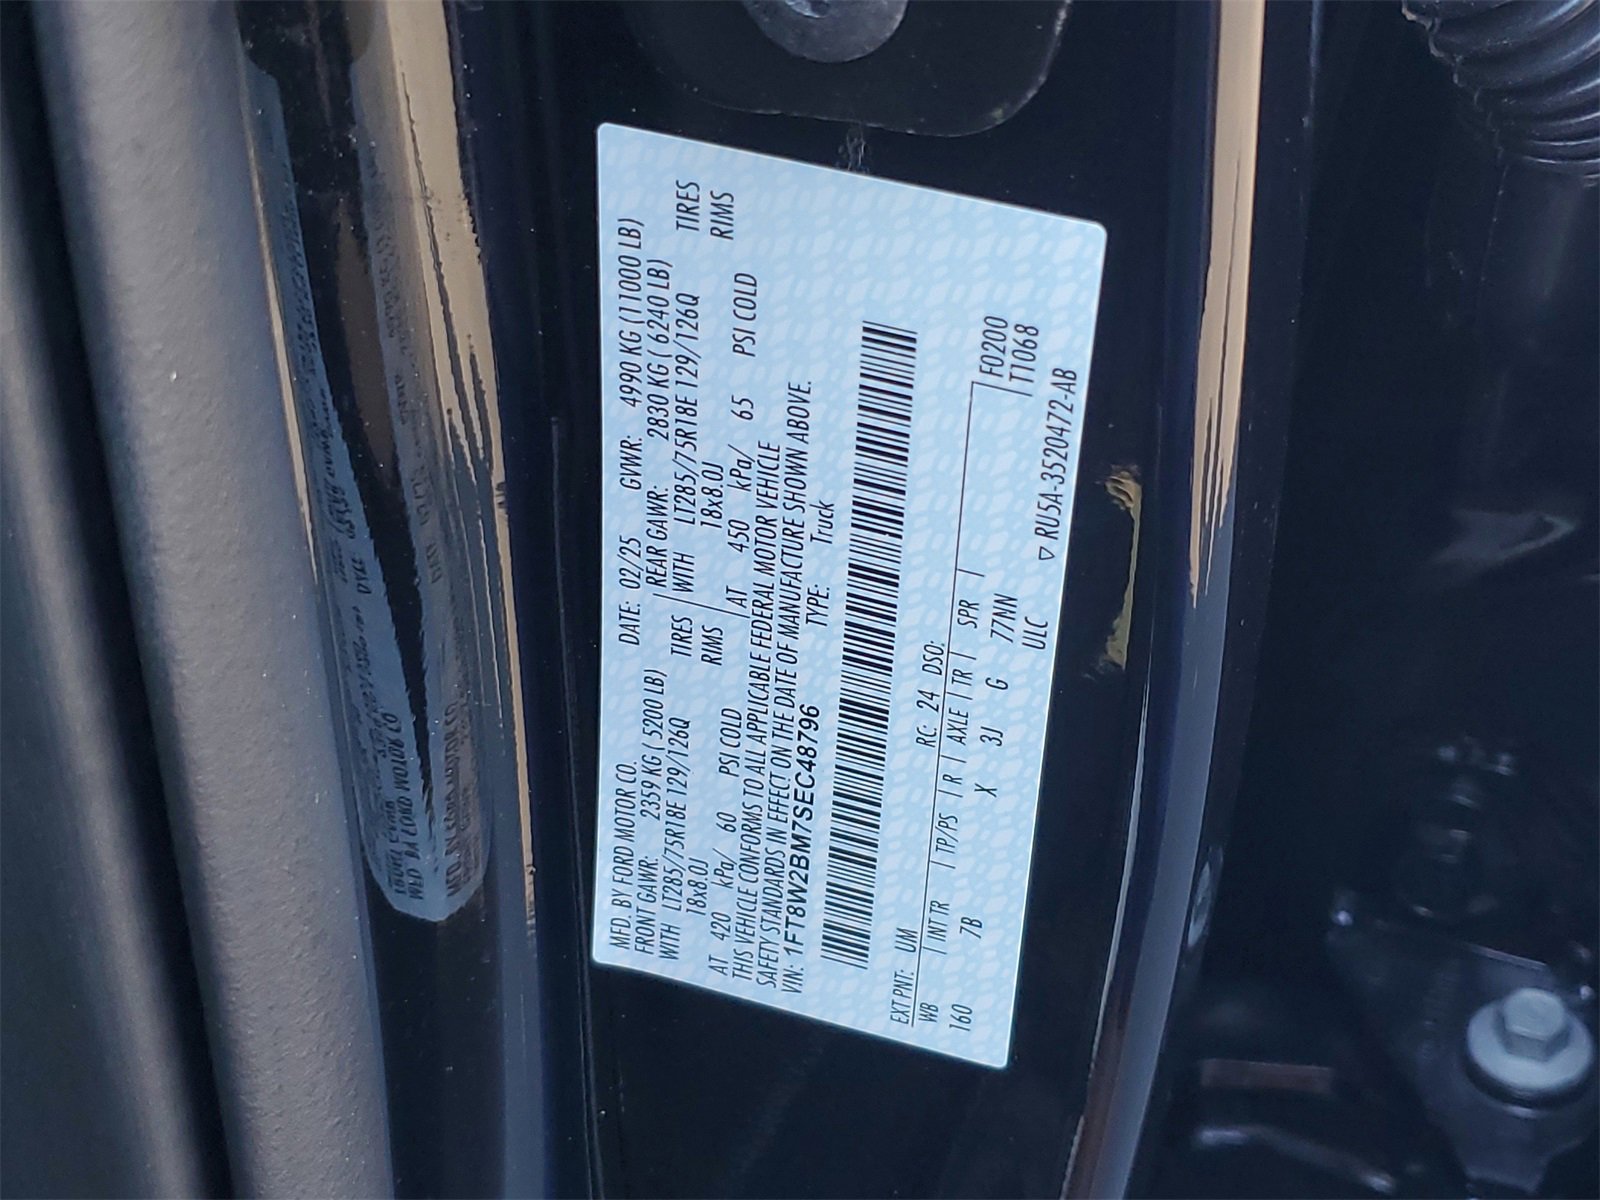 MFD. BY FORD MOTOR CO.
DATE: 02/25 GVWR: 4990 KG (11000 LB)
FRONT GAWR: 2359 KG ( 5200 LB) REAR GAWR: 2830 KG ( 6240 LB)
WITH LT285/75R18E 129/126Q TIRES WITH LT285/75R18E 129/126Q TIRES
18x8.0J RIMS 18x8.0J RIMS
AT 420 kPa/ 60 PSI COLD AT 450 kPa/ 65 PSI COLD
THIS VEHICLE CONFORMS TO ALL APPLICABLE FEDERAL MOTOR VEHICLE
SAFETY STANDARDS IN EFFECT ON THE DATE OF MANUFACTURE SHOWN ABOVE.
VIN: 1FT8W2BM7SEC48796 TYPE: Truck
EXT PNT: UM RC: 24 DSO:
WB INT TR TP/PS R AXLE TR SPR F0200
160 7B X 3J G 77NN T1068
ULC ▽ RU5A-3520472-AB
MFD. BY FORD MOTOR CO.